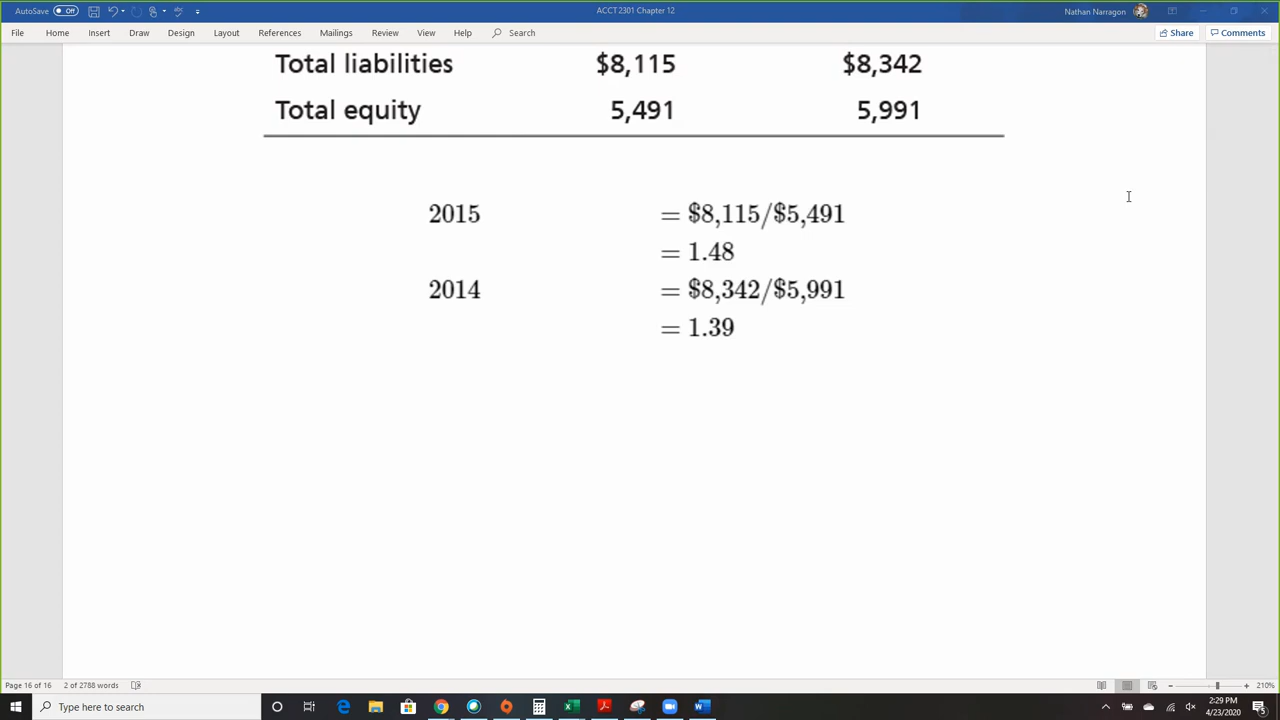 AutoSave Off
ACCT 2301 Chapter 12
Nathan Narragon
File Home Insert Draw Design Layout References Mailings Review View Help Search
Share Comments
Total liabilities $8,115 $8,342
Total equity 5,491 5,991
2015 = $8,115/$5,491
= 1.48
2014 = $8,342/$5,991
= 1.39
Page 16 of 16 2 of 2788 words
210%
Type here to search
2:29 PM
4/23/2020